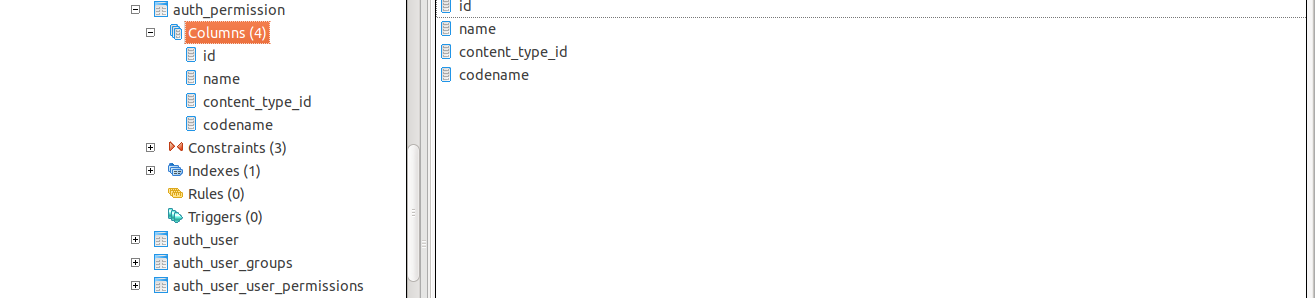 auth_permission
Columns (4)
id
name
content_type_id
codename
Constraints (3)
Indexes (1)
Rules (0)
Triggers (0)
auth_user
auth_user_groups
auth_user_user_permissions
id
name
content_type_id
codename